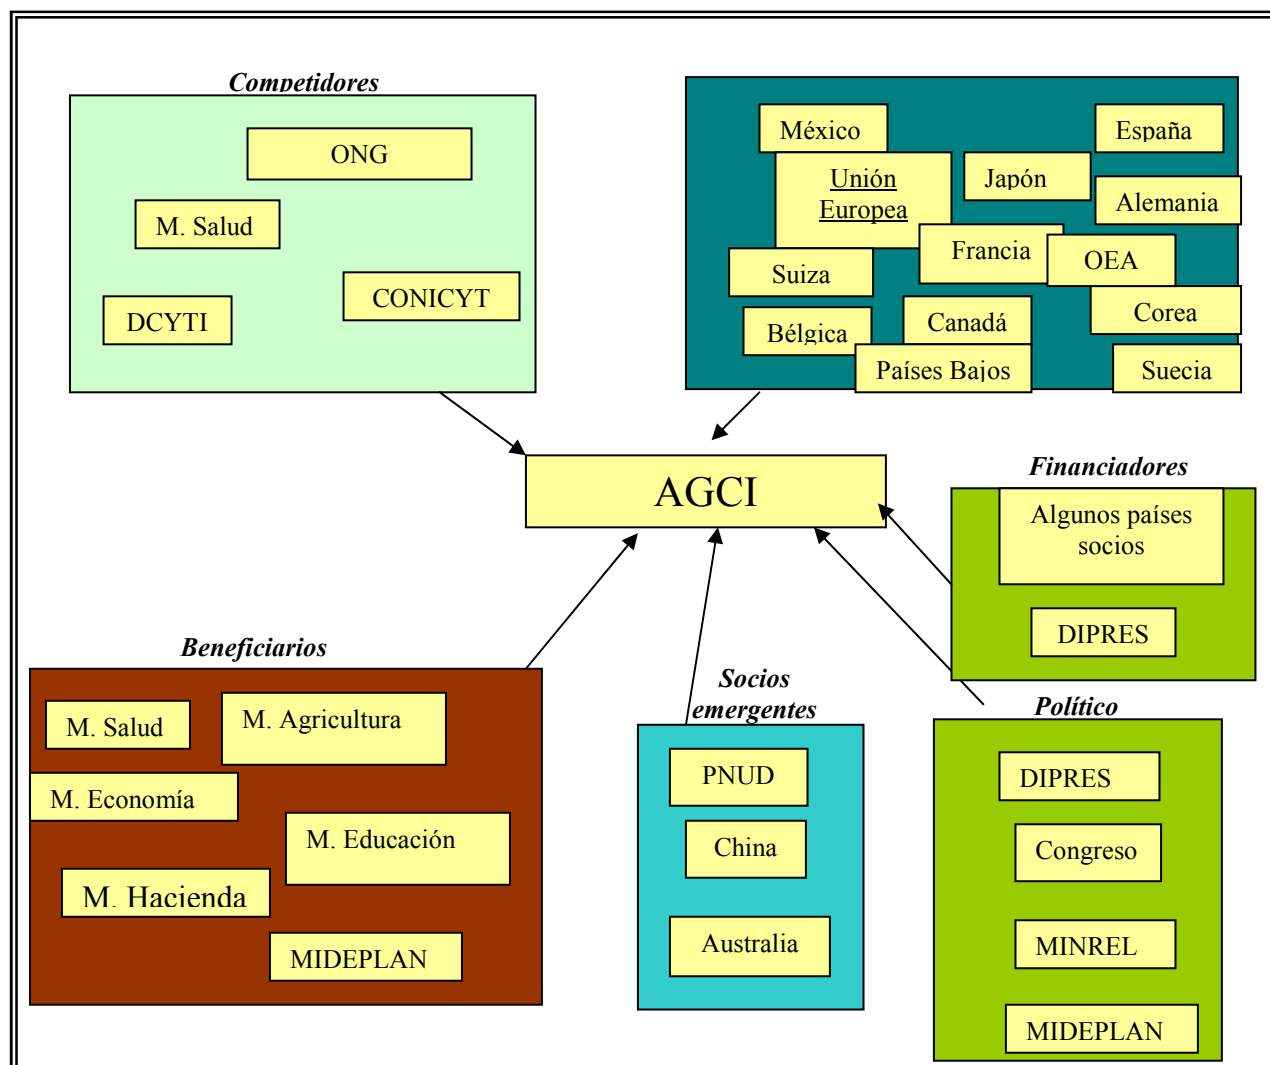 Competidores
ONG
M. Salud
CONICYT
DCYTI
México
España
Unión
Europea
Japón
Alemania
Francia
OEA
Suiza
Corea
Bélgica
Canadá
Países Bajos
Suecia
AGCI
Financiadores
Algunos países
socios
DIPRES
Beneficiarios
M. Salud
M. Agricultura
M. Economía
M. Educación
M. Hacienda
MIDEPLAN
Socios
emergentes
PNUD
China
Australia
Político
DIPRES
Congreso
MINREL
MIDEPLAN